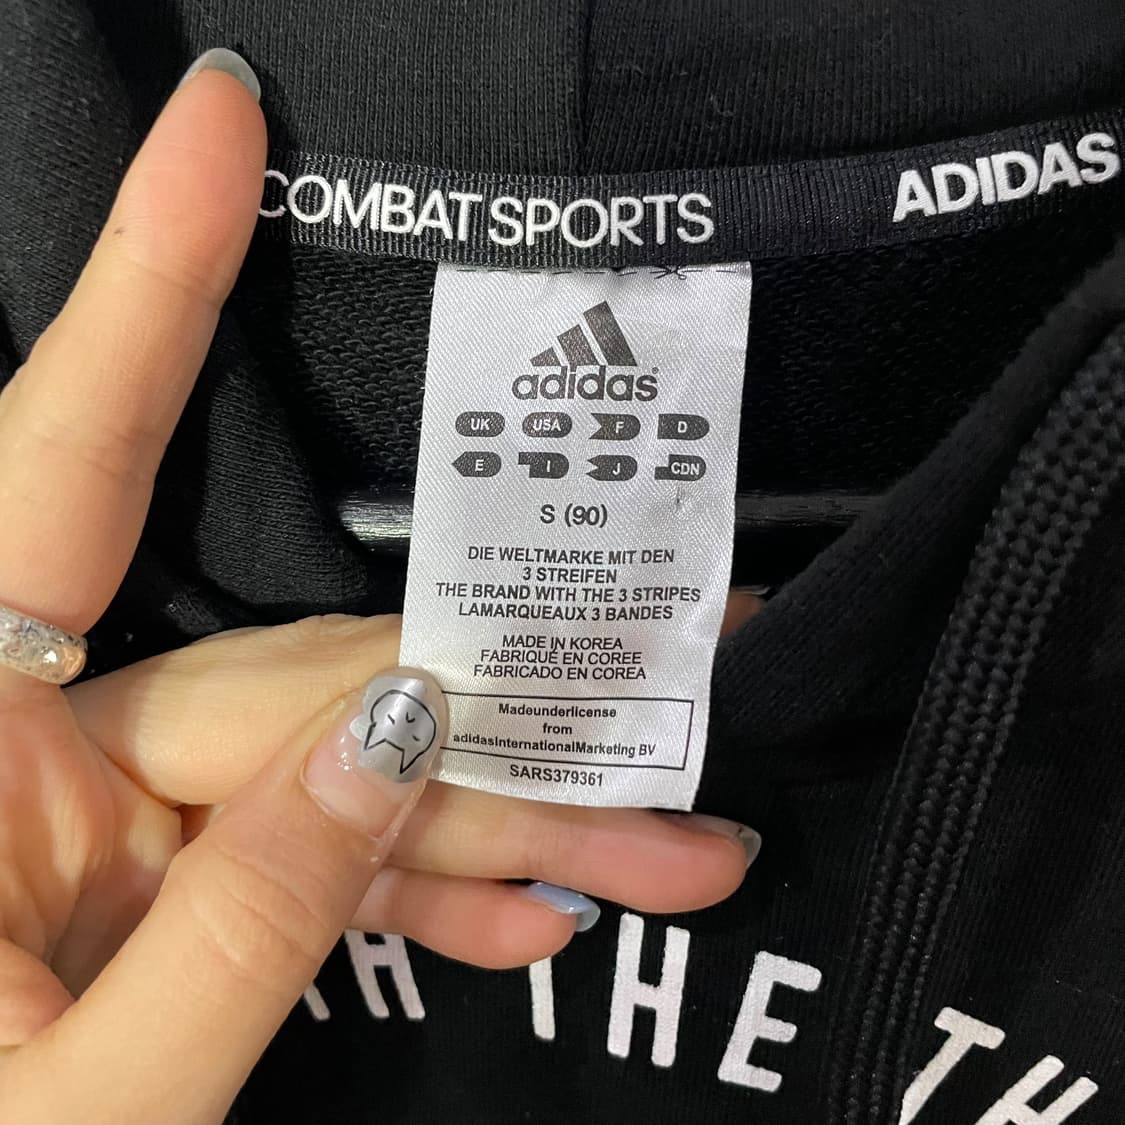 COMBAT SPORTS
ADIDAS
adidas®
UK USA F D
E I J CDN
S (90)
DIE WELTMARKE MIT DEN
3 STREIFEN
THE BRAND WITH THE 3 STRIPES
LAMARQUEAUX 3 BANDES
MADE IN KOREA
FABRIQUÉ EN COREE
FABRICADO EN COREA
Madeunderlicense
from
adidasInternationalMarketing BV
SARS379361
THE